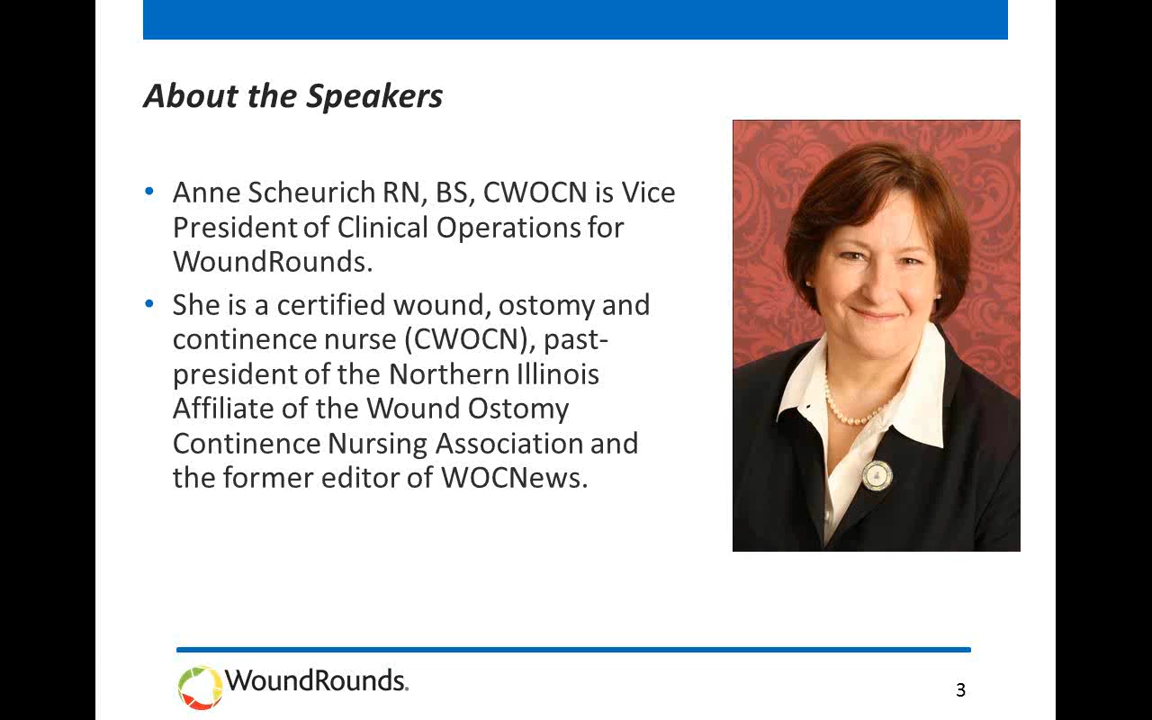 About the Speakers
• Anne Scheurich RN, BS, CWOCN is Vice
President of Clinical Operations for
WoundRounds.
• She is a certified wound, ostomy and
continence nurse (CWOCN), past-
president of the Northern Illinois
Affiliate of the Wound Ostomy
Continence Nursing Association and
the former editor of WOCNews.
WoundRounds.
3